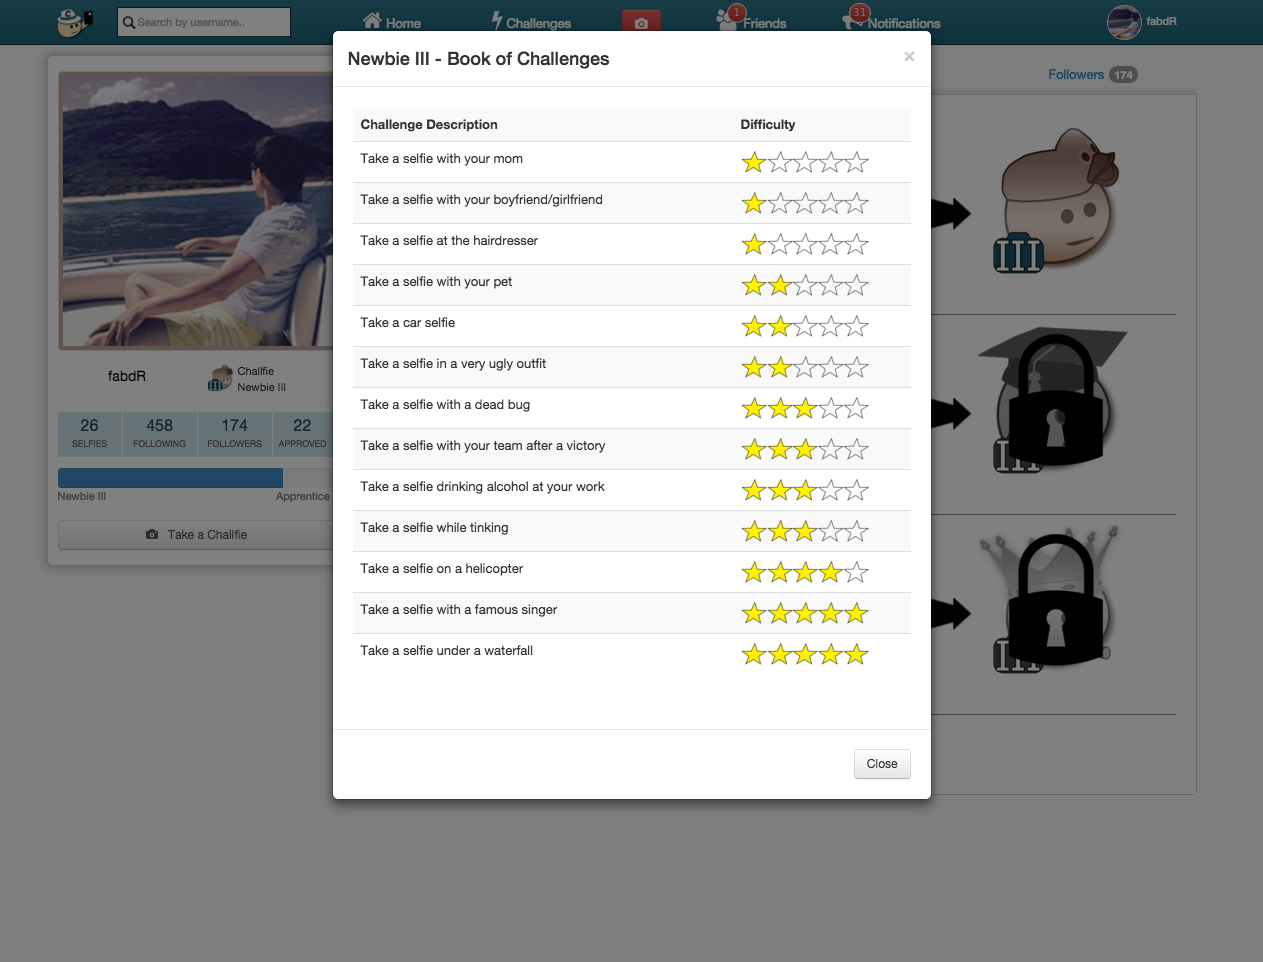 Search by username..
Home
Challenges
1
Friends
31
Notifications
fabdR
Newbie III - Book of Challenges
×
Followers 174
Challenge Description Difficulty
Take a selfie with your mom
Take a selfie with your boyfriend/girlfriend
Take a selfie at the hairdresser
Take a selfie with your pet
Take a car selfie
Take a selfie in a very ugly outfit
Take a selfie with a dead bug
Take a selfie with your team after a victory
Take a selfie drinking alcohol at your work
Take a selfie while tinking
Take a selfie on a helicopter
Take a selfie with a famous singer
Take a selfie under a waterfall
Close
fabdR
Challfie
Newbie III
26 458 174 22
SELFIES FOLLOWING FOLLOWERS APPROVED
Newbie III Apprentice
Take a Challfie
III
III
III